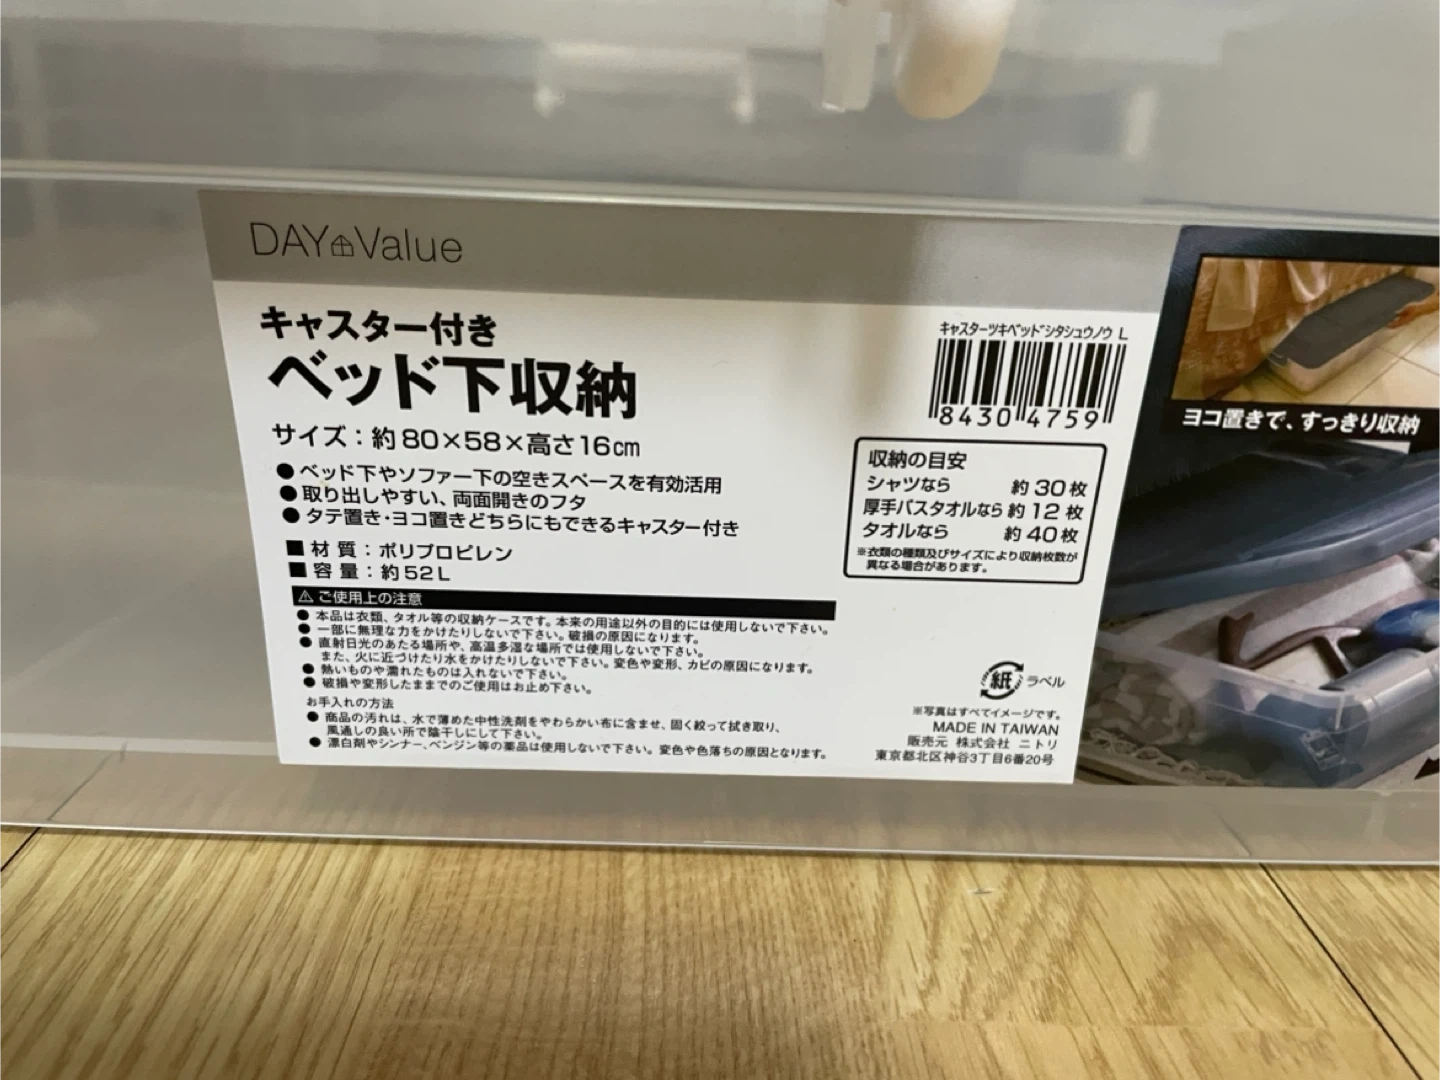 DAY Value
キャスター付き
ベッド下収納
サイズ：約80×58×高さ16cm
●ベッド下やソファー下の空きスペースを有効活用
●取り出しやすい、両面開きのフタ
●タテ置き・ヨコ置きどちらにもできるキャスター付き
■材 質：ポリプロピレン
■容 量：約52L
⚠ご使用上の注意
●本品は衣類、タオル等の収納ケースです。本来の用途以外の目的には使用しないで下さい。
●一部に無理な力をかけたりしないで下さい。破損の原因になります。
●直射日光のあたる場所や、高温多湿な場所では使用しないで下さい。
また、火に近づけたり水をかけたりしないで下さい。変色や変形、カビの原因になります。
●熱いものや濡れたものは入れないで下さい。
●破損や変形したままでのご使用はお止め下さい。
お手入れの方法
●商品の汚れは、水で薄めた中性洗剤をやわらかい布に含ませ、固く絞って拭き取り、
風通しの良い所で陰干しにして下さい。
●漂白剤やシンナー、ベンジン等の薬品は使用しないで下さい。変色や色落ちの原因となります。
キャスターツキベッドシタシュウノウ L
8430 4759
収納の目安
シャツなら 約30枚
厚手バスタオルなら 約12枚
タオルなら 約40枚
※衣類の種類及びサイズにより収納枚数が
異なる場合があります。
紙 ラベル
※写真はすべてイメージです。
MADE IN TAIWAN
販売元 株式会社 ニトリ
東京都北区神谷3丁目6番20号
ヨコ置きで、すっきり収納